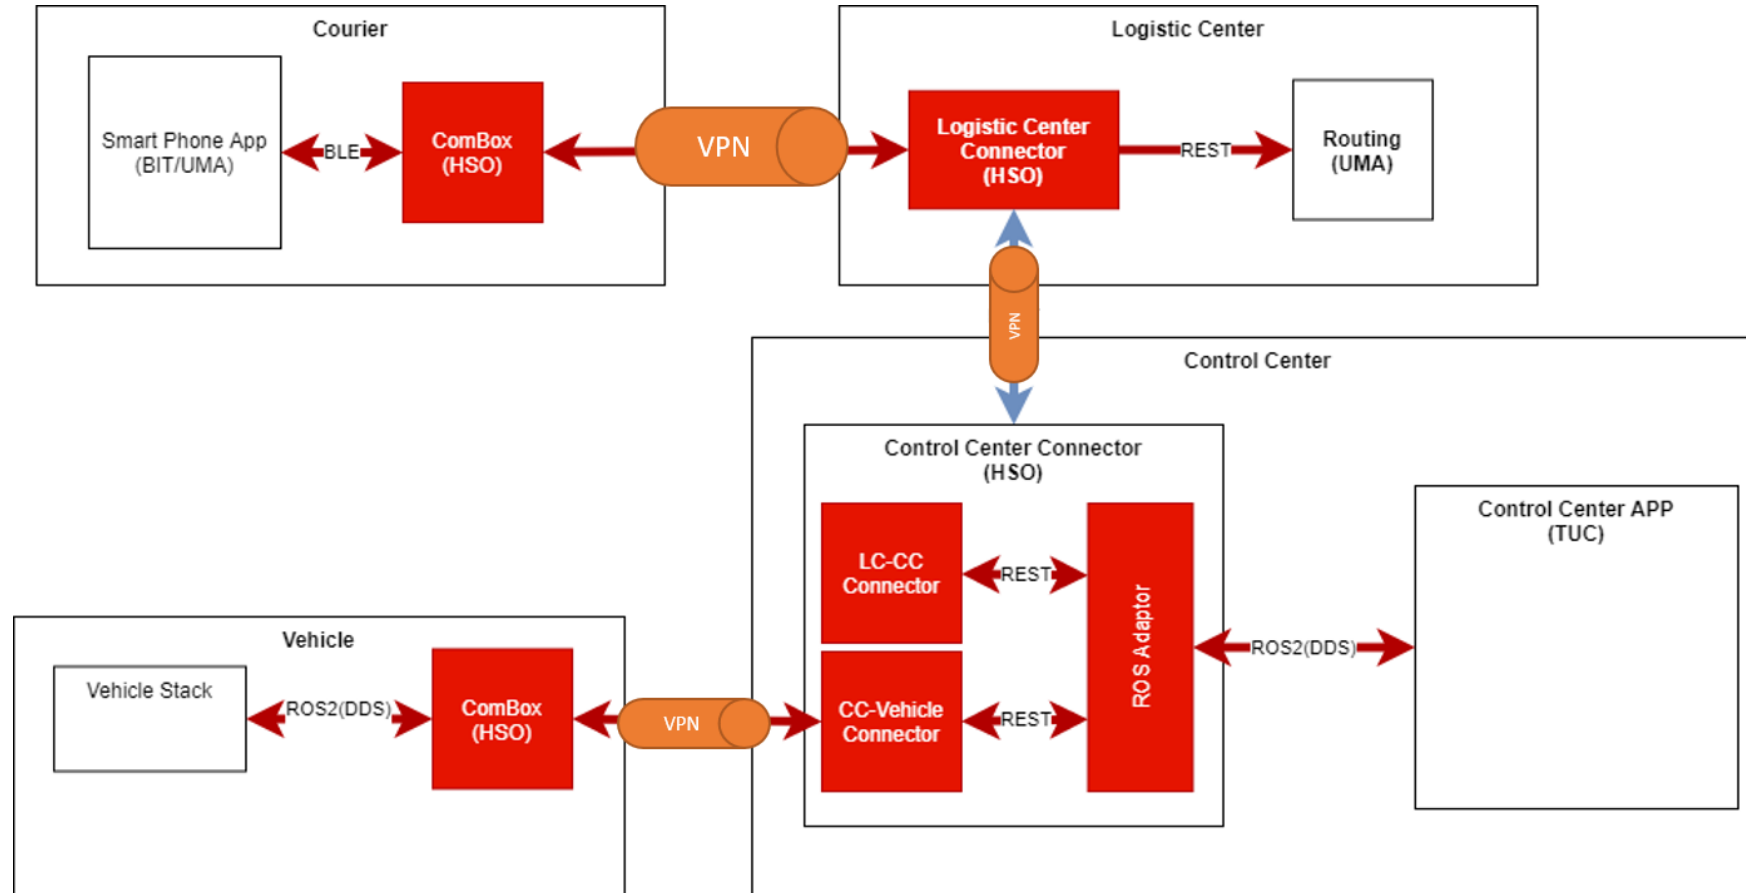 Courier
Smart Phone App
(BIT/UMA)
BLE
ComBox
(HSO)
VPN
Logistic Center
Logistic Center
Connector
(HSO)
REST
Routing
(UMA)
VPN
Control Center
Control Center Connector
(HSO)
LC-CC
Connector
REST
CC-Vehicle
Connector
REST
ROS Adaptor
ROS2(DDS)
Control Center APP
(TUC)
Vehicle
Vehicle Stack
ROS2(DDS)
ComBox
(HSO)
VPN